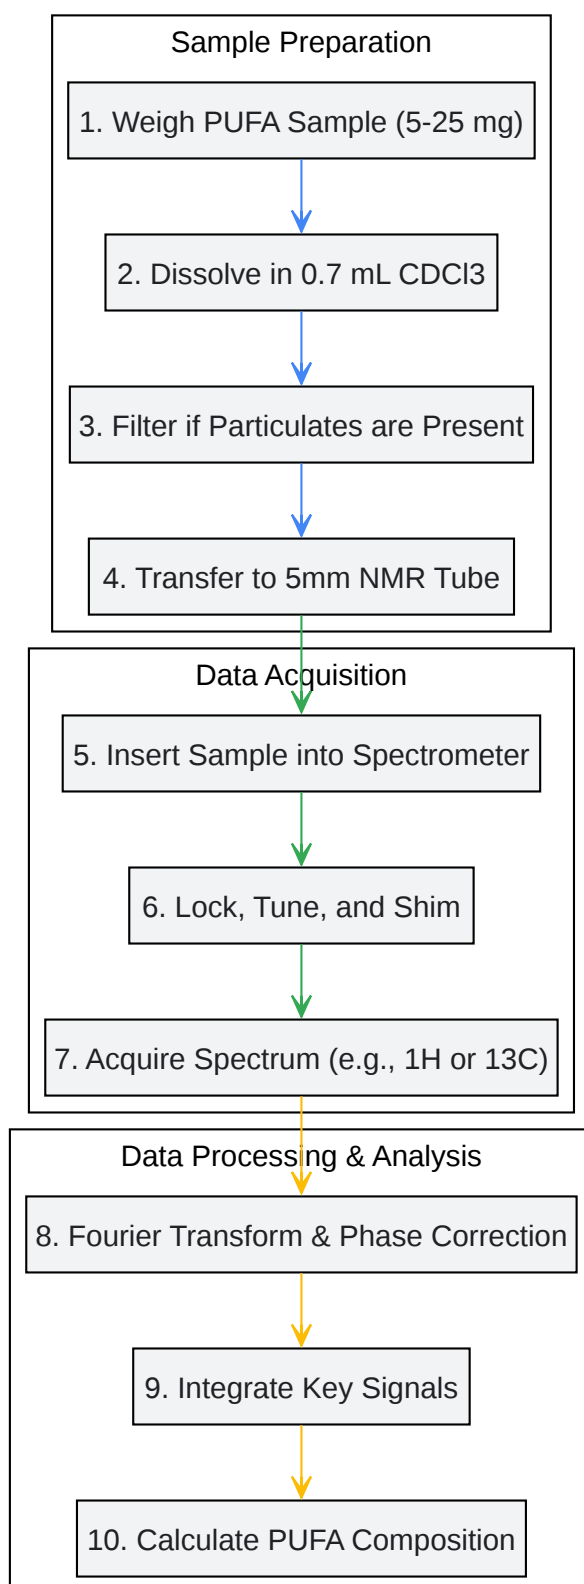 Sample Preparation
1. Weigh PUFA Sample (5-25 mg)
2. Dissolve in 0.7 mL CDCl3
3. Filter if Particulates are Present
4. Transfer to 5mm NMR Tube
Data Acquisition
5. Insert Sample into Spectrometer
6. Lock, Tune, and Shim
7. Acquire Spectrum (e.g., 1H or 13C)
Data Processing & Analysis
8. Fourier Transform & Phase Correction
9. Integrate Key Signals
10. Calculate PUFA Composition